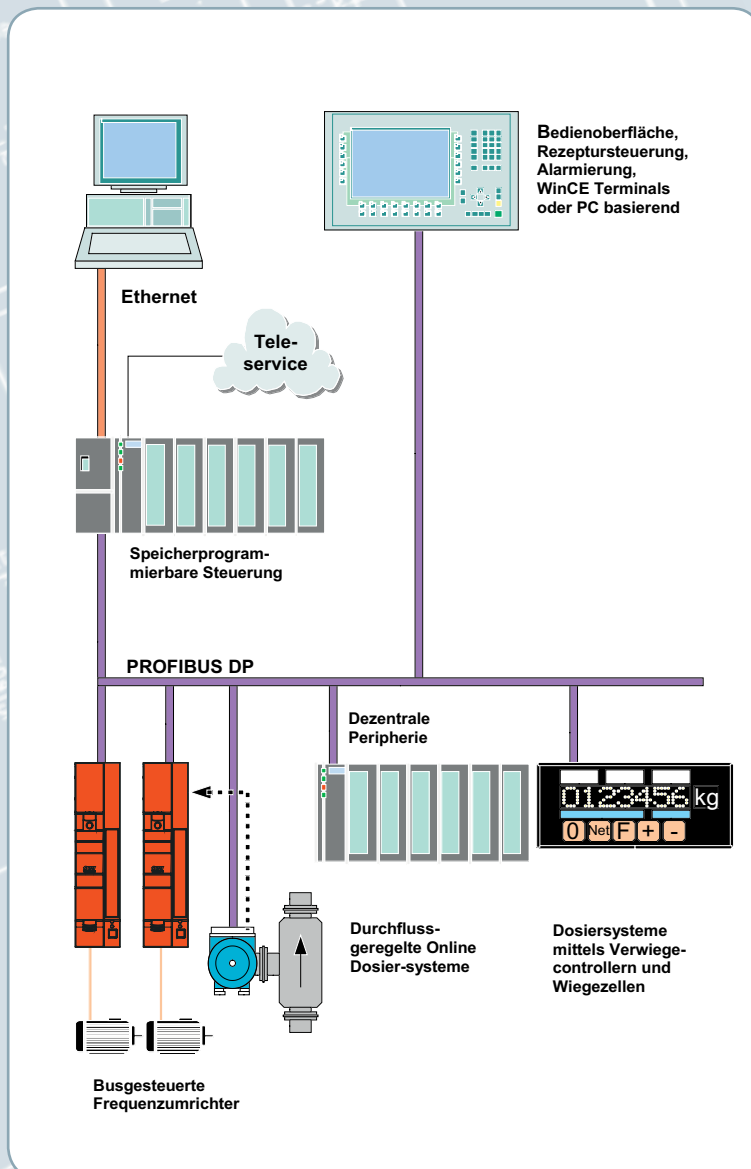 Bedienoberfläche,
Rezeptursteuerung,
Alarmierung,
WinCE Terminals
oder PC basierend
Ethernet
Tele-
service
Speicherprogram-
mierbare Steuerung
PROFIBUS DP
Dezentrale
Peripherie
0123456 kg
0 Net F + -
Durchfluss-
geregelte Online
Dosier-systeme
Dosiersysteme
mittels Verwiege-
controllern und
Wiegezellen
Busgesteuerte
Frequenzumrichter